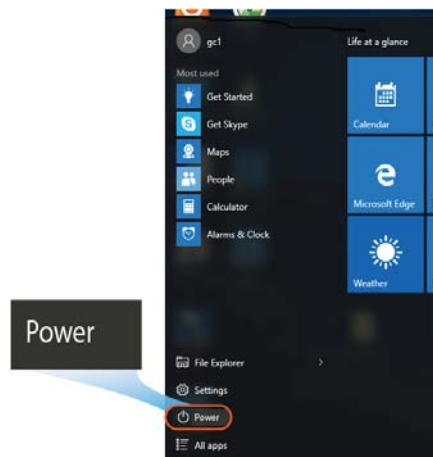 gc1
Life at a glance
Most used
Get Started
Get Skype
Maps
People
Calculator
Alarms & Clock
Calendar
Microsoft Edge
Weather
Power
File Explorer
Settings
Power
All apps